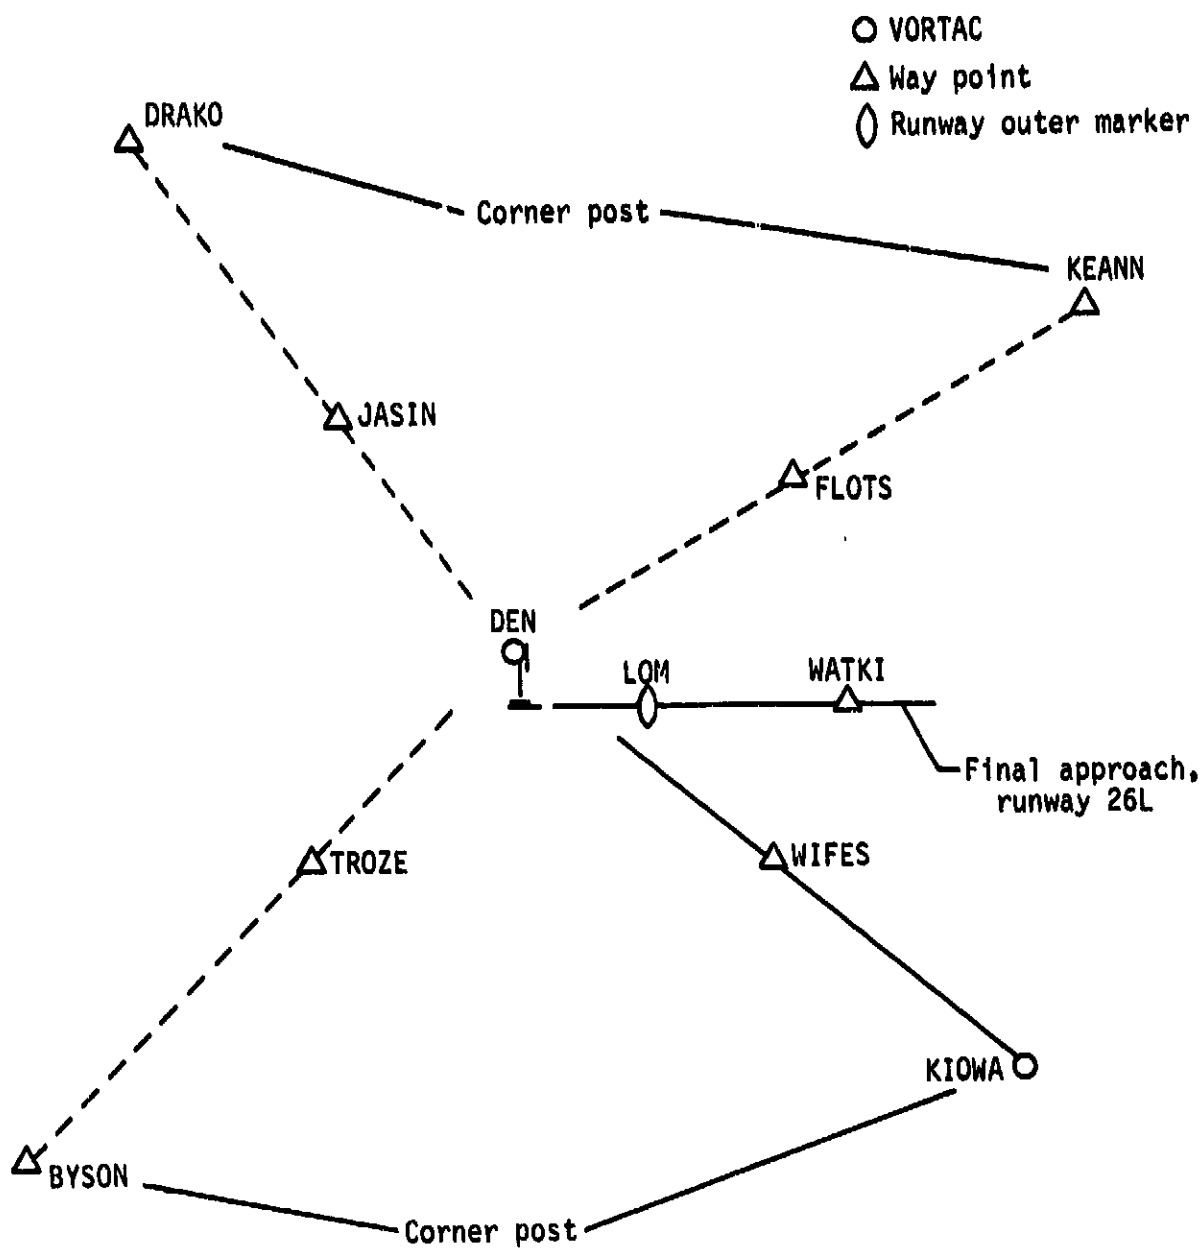 VORTAC
Way point
Runway outer marker
DRAKO
Corner post
KEANN
JASIN
FLOTS
DEN
LOM
WATKI
Final approach,
runway 26L
TROZE
WIFES
KIOWA
BYSON
Corner post